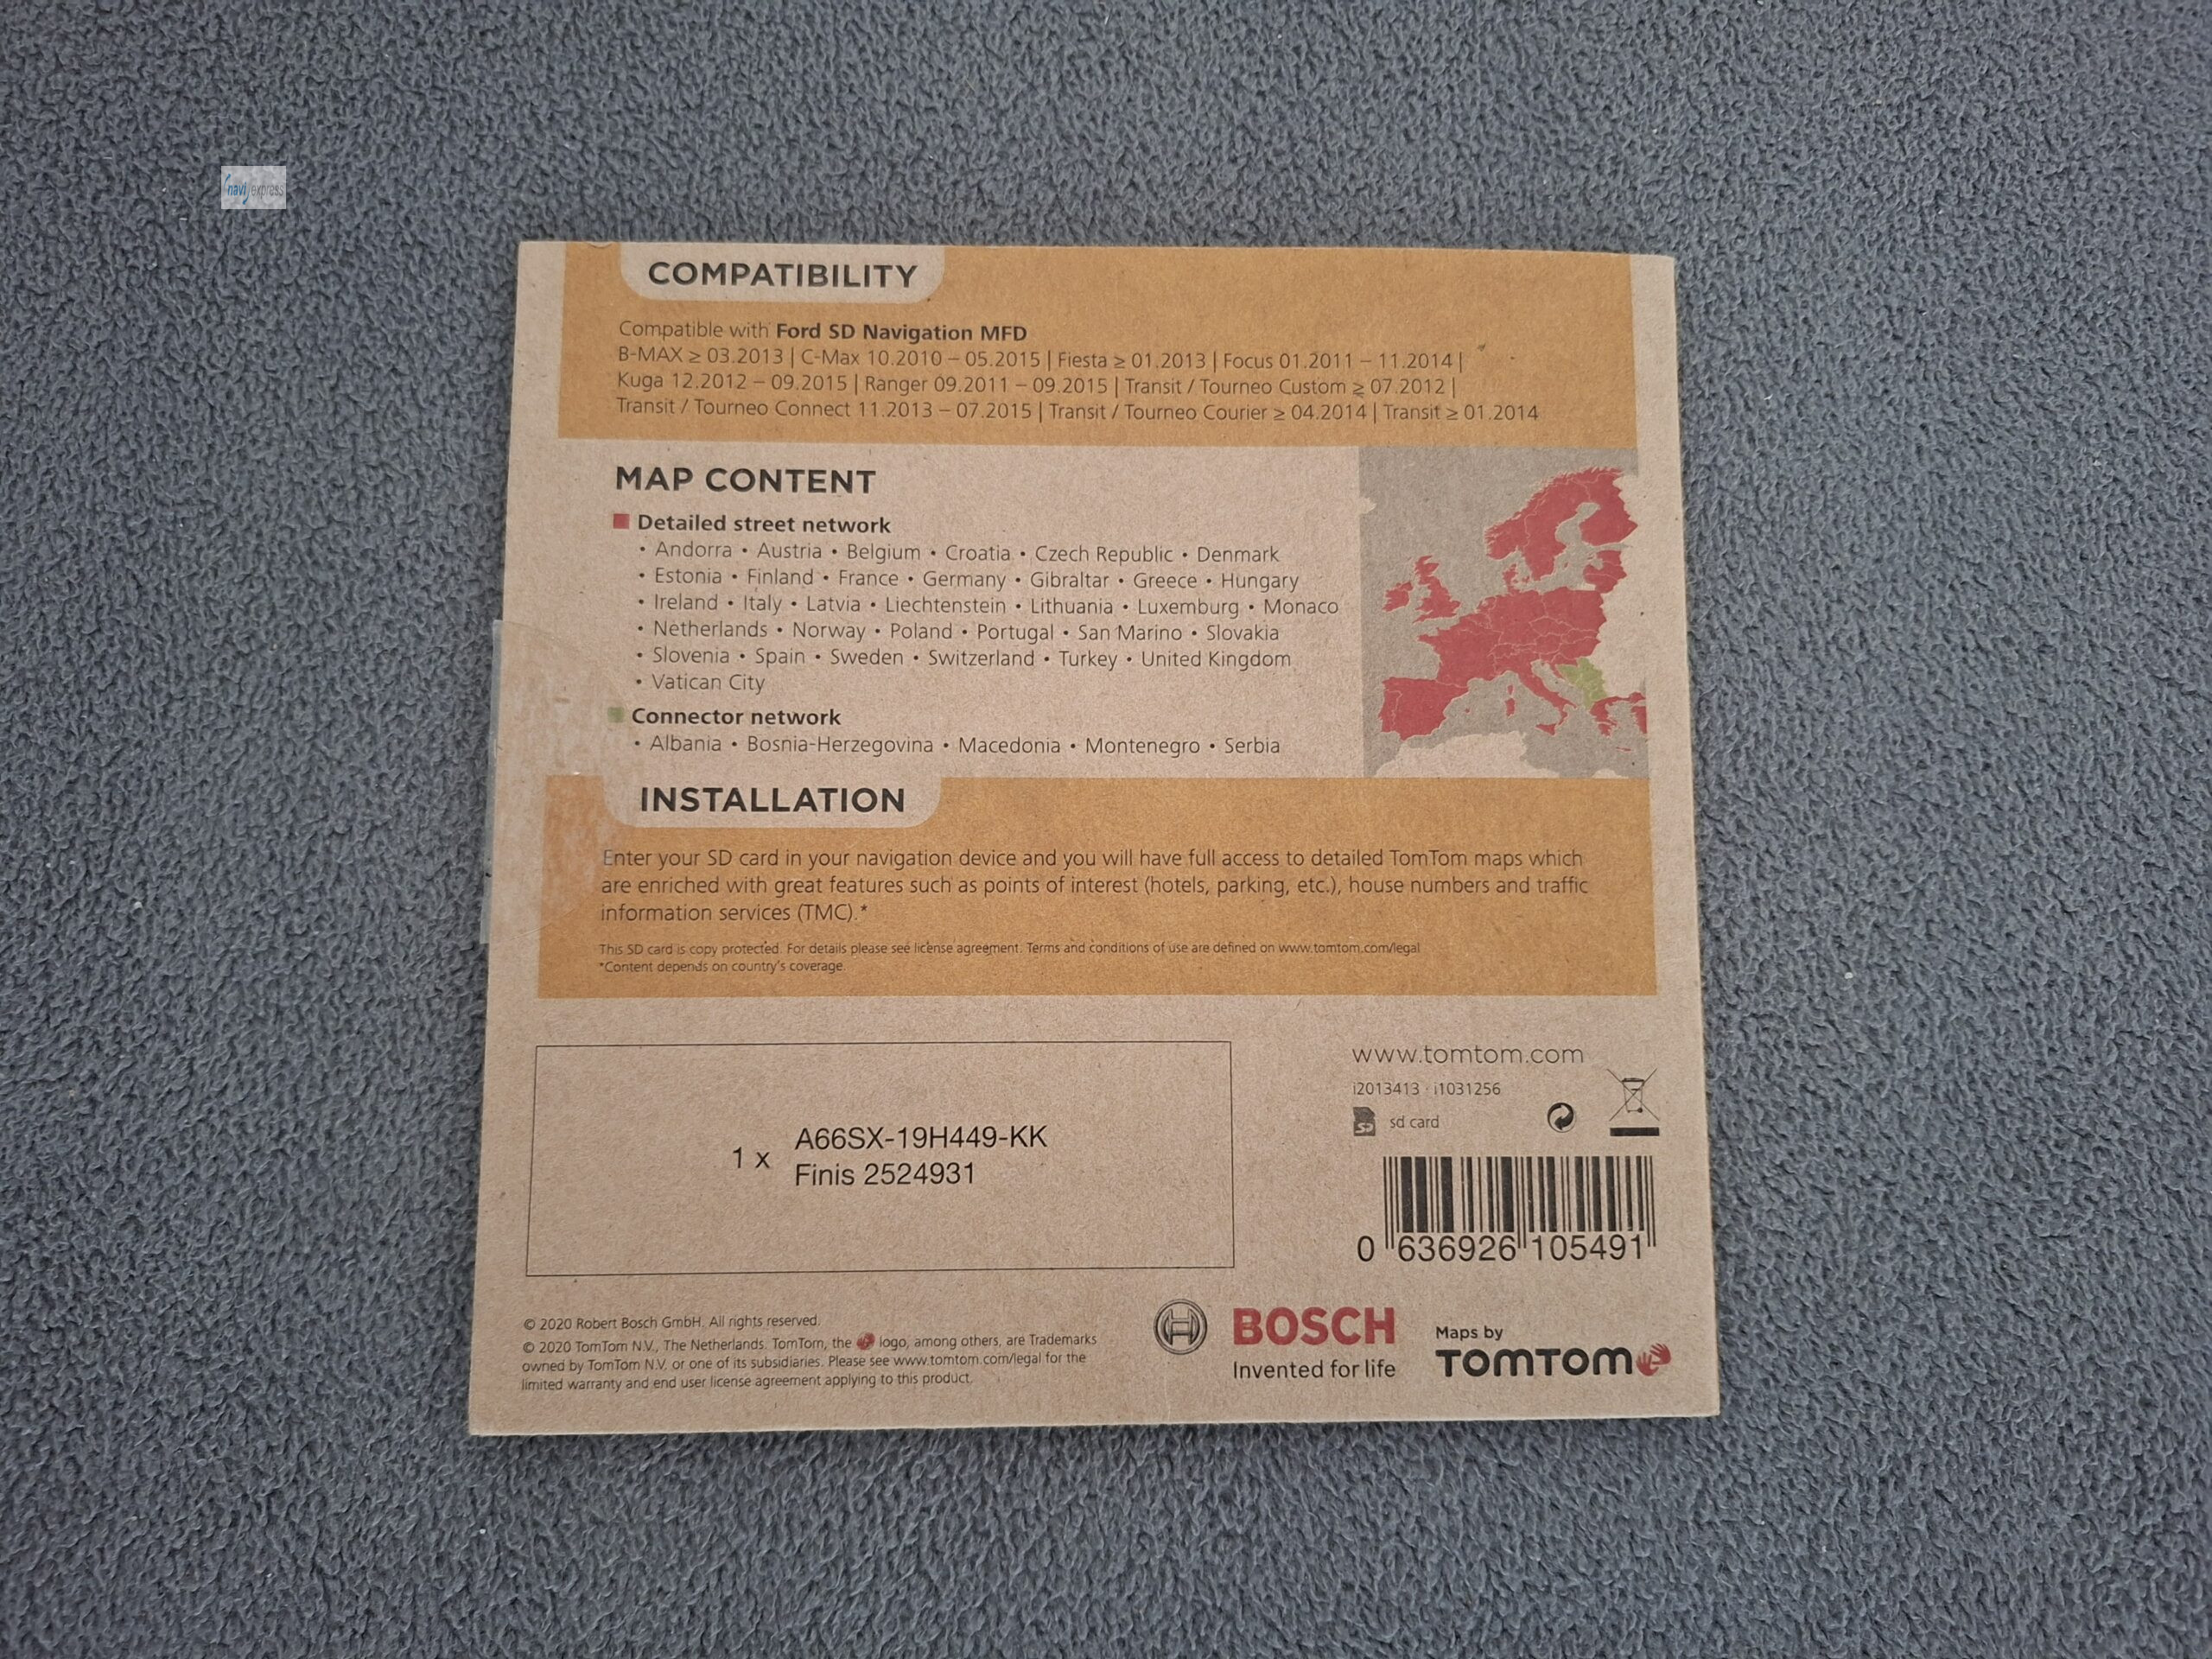 navi express
COMPATIBILITY
Compatible with Ford SD Navigation MFD
B-MAX ≥ 03.2013 | C-Max 10.2010 – 05.2015 | Fiesta ≥ 01.2013 | Focus 01.2011 – 11.2014 |
Kuga 12.2012 – 09.2015 | Ranger 09.2011 – 09.2015 | Transit / Tourneo Custom ≥ 07.2012 |
Transit / Tourneo Connect 11.2013 – 07.2015 | Transit / Tourneo Courier ≥ 04.2014 | Transit ≥ 01.2014
MAP CONTENT
Detailed street network
• Andorra • Austria • Belgium • Croatia • Czech Republic • Denmark
• Estonia • Finland • France • Germany • Gibraltar • Greece • Hungary
• Ireland • Italy • Latvia • Liechtenstein • Lithuania • Luxemburg • Monaco
• Netherlands • Norway • Poland • Portugal • San Marino • Slovakia
• Slovenia • Spain • Sweden • Switzerland • Turkey • United Kingdom
• Vatican City
Connector network
• Albania • Bosnia-Herzegovina • Macedonia • Montenegro • Serbia
INSTALLATION
Enter your SD card in your navigation device and you will have full access to detailed TomTom maps which
are enriched with great features such as points of interest (hotels, parking, etc.), house numbers and traffic
information services (TMC).*
This SD card is copy protected. For details please see license agreement. Terms and conditions of use are defined on www.tomtom.com/legal
*Content depends on country's coverage.
1 x A66SX-19H449-KK
Finis 2524931
www.tomtom.com
i2013413 · i1031256
SD sd card
0 636926 105491
© 2020 Robert Bosch GmbH. All rights reserved.
© 2020 TomTom N.V., The Netherlands. TomTom, the logo, among others, are Trademarks
owned by TomTom N.V. or one of its subsidiaries. Please see www.tomtom.com/legal for the
limited warranty and end user license agreement applying to this product.
BOSCH
Invented for life
Maps by
TOMTOM